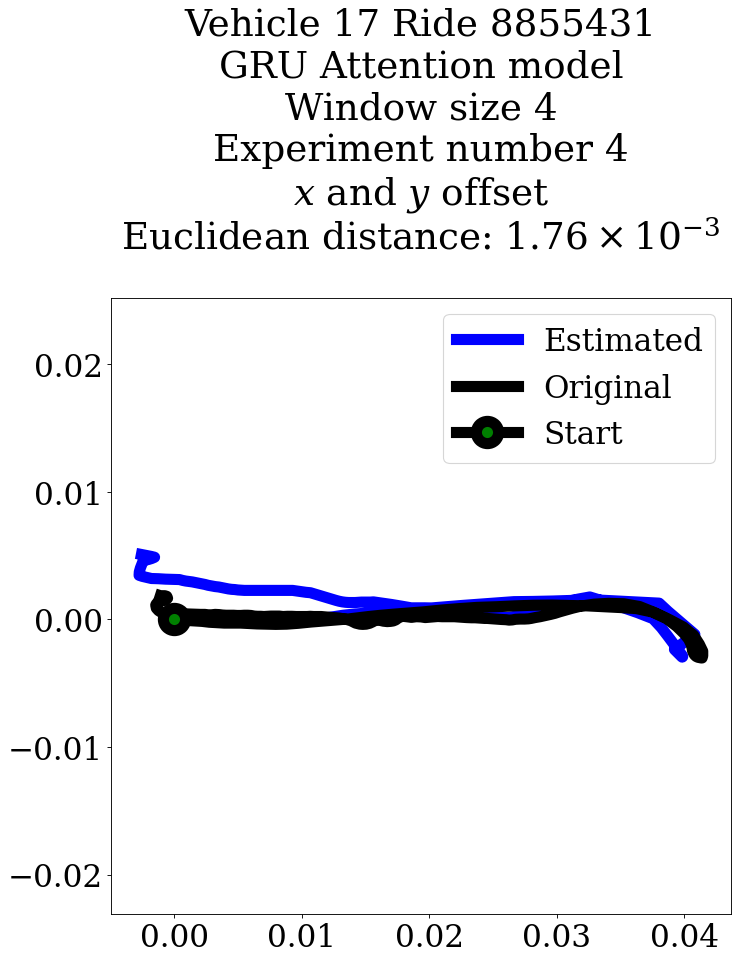 Vehicle 17 Ride 8855431
GRU Attention model
Window size 4
Experiment number 4
x and y offset
Euclidean distance: 1.76 × 10⁻³
Estimated
Original
Start
0.02
0.01
0.00
−0.01
−0.02
0.00 0.01 0.02 0.03 0.04